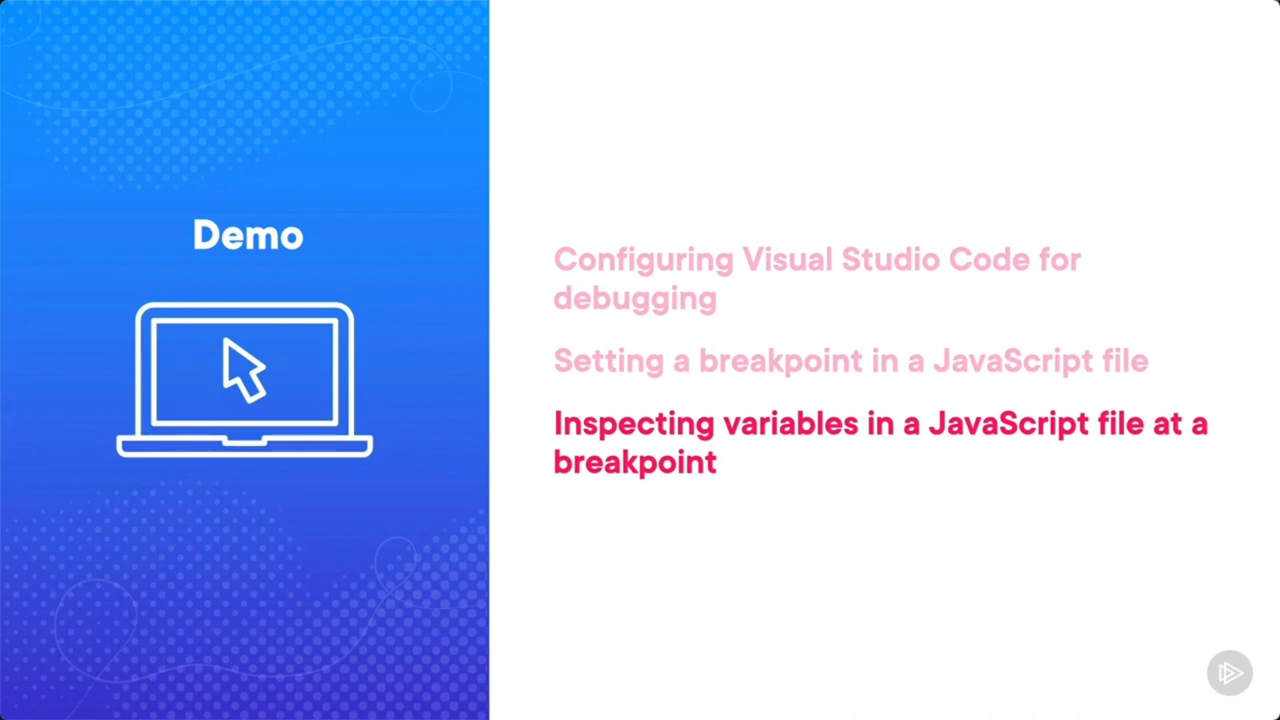 Demo
Configuring Visual Studio Code for
debugging
Setting a breakpoint in a JavaScript file
Inspecting variables in a JavaScript file at a
breakpoint